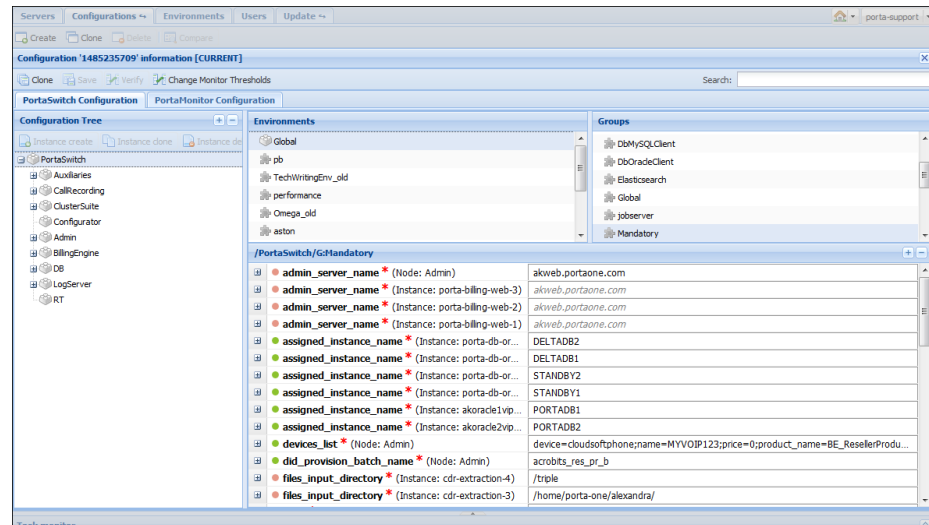 Servers Configurations ↪ Environments Users Update ↪ porta-support
Create Clone Delete Compare
Configuration '1485235709' information [CURRENT]
Clone Save Verify Change Monitor Thresholds Search:
PortaSwitch Configuration PortaMonitor Configuration
Configuration Tree
Instance create Instance clone Instance de
PortaSwitch
Auxiliaries
CallRecording
ClusterSuite
Configurator
Admin
BillingEngine
DB
LogServer
RT
Environments
Global
pb
TechWritingEnv_old
performance
Omega_old
aston
Groups
DbMySQLClient
DbOracleClient
Elasticsearch
Global
jobserver
Mandatory
/PortaSwitch/G:Mandatory
admin_server_name * (Node: Admin) akweb.portaone.com
admin_server_name * (Instance: porta-billing-web-3) akweb.portaone.com
admin_server_name * (Instance: porta-billing-web-2) akweb.portaone.com
admin_server_name * (Instance: porta-billing-web-1) akweb.portaone.com
assigned_instance_name * (Instance: porta-db-or... DELTADB2
assigned_instance_name * (Instance: porta-db-or... DELTADB1
assigned_instance_name * (Instance: porta-db-or... STANDBY2
assigned_instance_name * (Instance: porta-db-or... STANDBY1
assigned_instance_name * (Instance: akoracle1vip... PORTADB1
assigned_instance_name * (Instance: akoracle2vip... PORTADB2
devices_list * (Node: Admin) device=cloudsoftphone;name=MYVOIP123;price=0;product_name=BE_ResellerProdu...
did_provision_batch_name * (Node: Admin) acrobits_res_pr_b
files_input_directory * (Instance: cdr-extraction-4) /triple
files_input_directory * (Instance: cdr-extraction-3) /home/porta-one/alexandra/